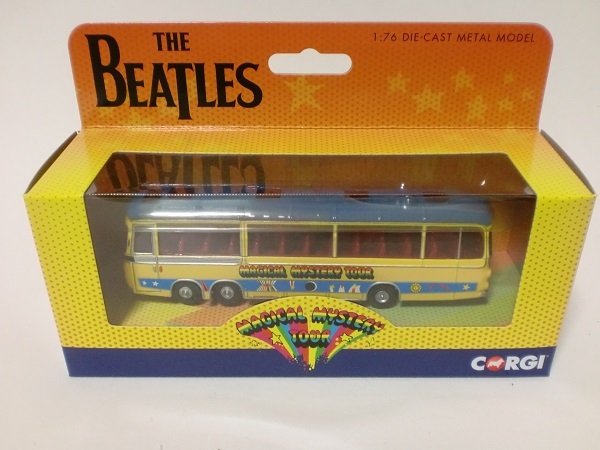 THE
BEATLES
1:76 DIE-CAST METAL MODEL
MAGICAL MYSTERY TOUR
MAGICAL MYSTERY
TOUR
CORGI